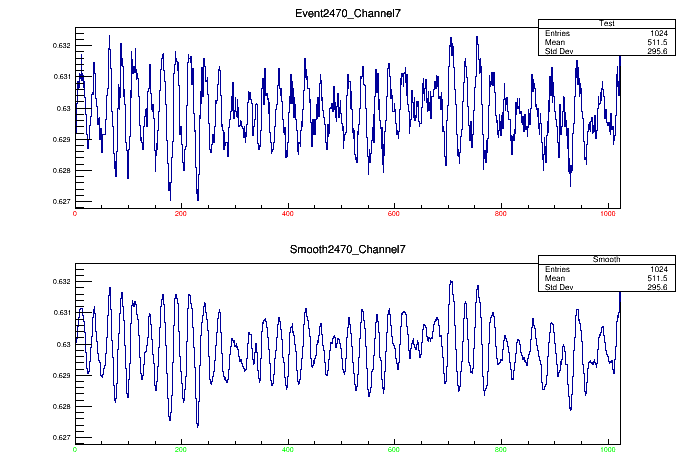 Event2470_Channel7
Test
Entries 1024
Mean 511.5
Std Dev 295.6
0.632
0.631
0.63
0.629
0.628
0.627
0 200 400 600 800 1000
Smooth2470_Channel7
Smooth
Entries 1024
Mean 511.5
Std Dev 295.6
0.632
0.631
0.63
0.629
0.628
0.627
0 200 400 600 800 1000